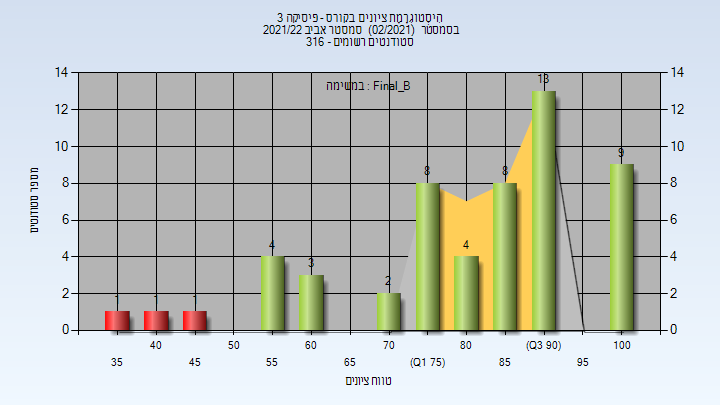 היסטוגרמת ציונים בקורס - פיסיקה 3
בסמסטר (02/2021) סמסטר אביב 2021/22
סטודנטים רשומים - 316
במשימה : Final_B
מספר סטודנטים
14 14
12 12
10 10
8 8
6 6
4 4
2 2
0 0
1 1 1 4 3 2 8 4 8 13 9
40 50 60 70 80 (Q3 90) 100
35 45 55 65 (Q1 75) 85 95
טווח ציונים